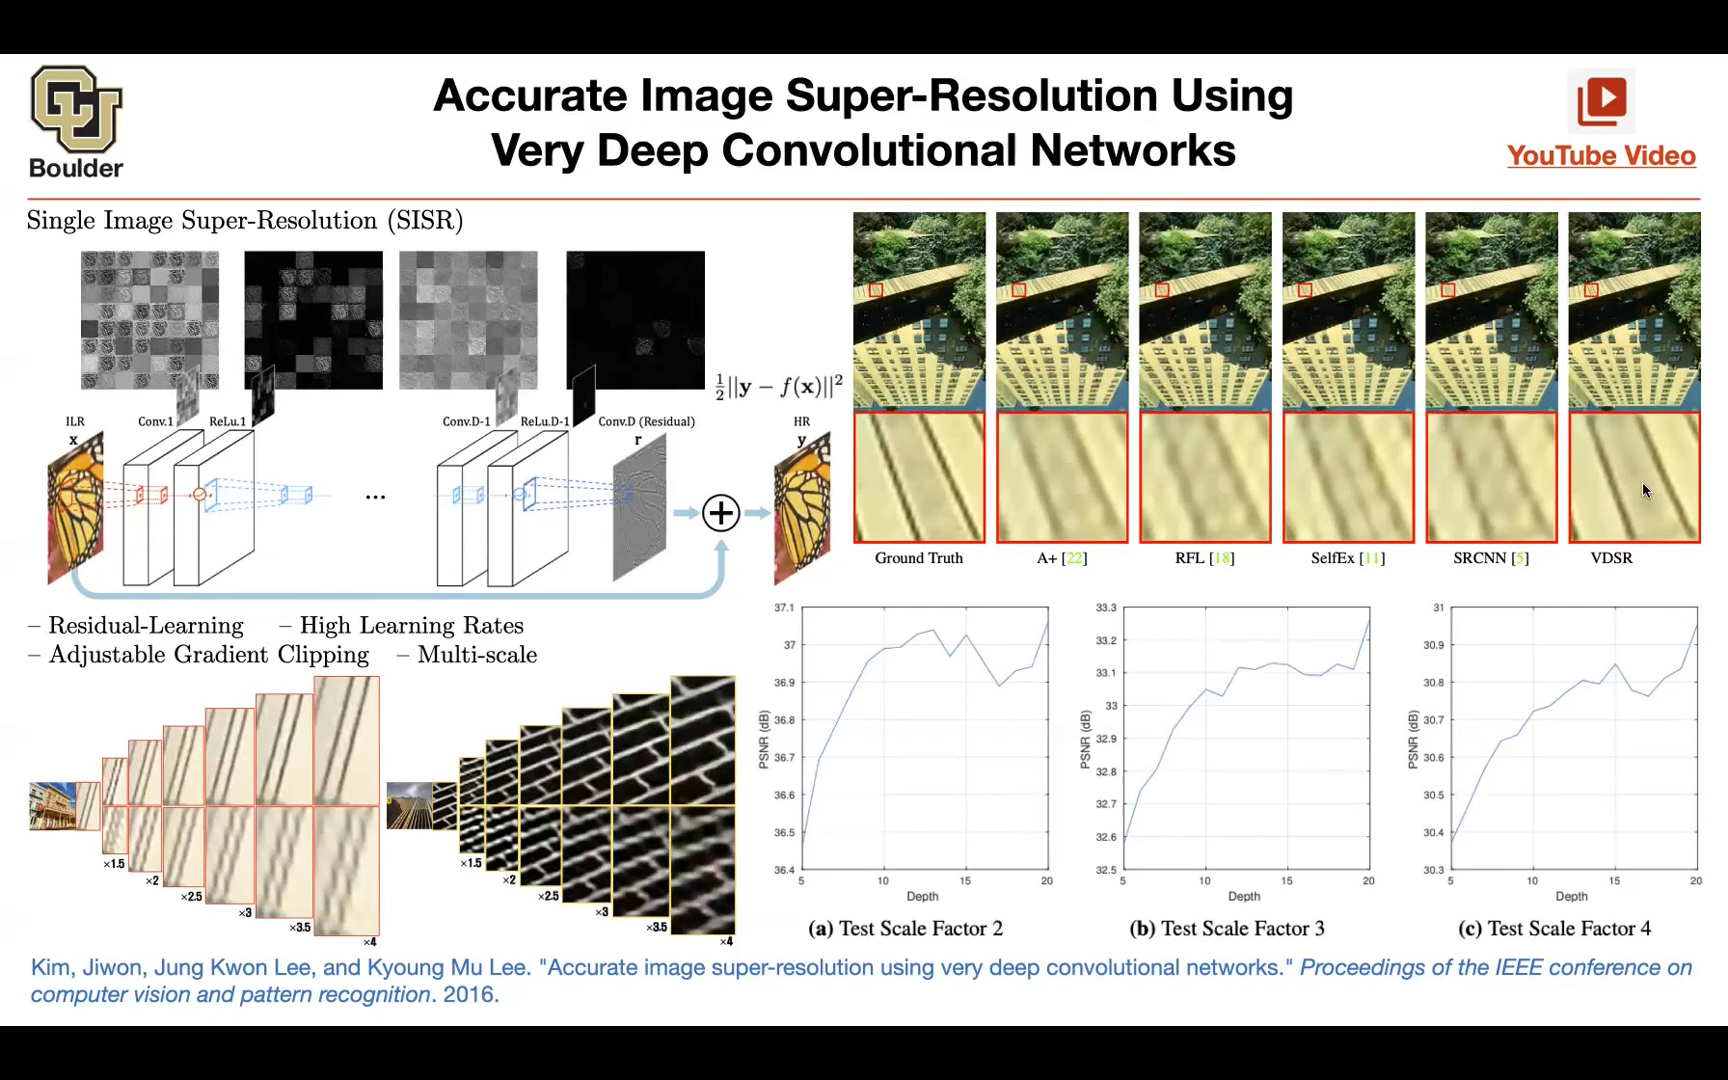 Boulder
Accurate Image Super-Resolution Using
Very Deep Convolutional Networks
YouTube Video
Single Image Super-Resolution (SISR)
½||y − f(x)||²
ILR
x
Conv.1
ReLu.1
...
Conv.D-1
ReLu.D-1
Conv.D (Residual)
r
HR
y
– Residual-Learning – High Learning Rates
– Adjustable Gradient Clipping – Multi-scale
×1.5
×2
×2.5
×3
×3.5
×4
×1.5
×2
×2.5
×3
×3.5
×4
Ground Truth
A+ [22]
RFL [18]
SelfEx [11]
SRCNN [5]
VDSR
37.1
37
36.9
36.8
36.7
36.6
36.5
36.4
PSNR (dB)
5 10 15 20
Depth
(a) Test Scale Factor 2
33.3
33.2
33.1
33
32.9
32.8
32.7
32.6
32.5
PSNR (dB)
5 10 15 20
Depth
(b) Test Scale Factor 3
31
30.9
30.8
30.7
30.6
30.5
30.4
30.3
PSNR (dB)
5 10 15 20
Depth
(c) Test Scale Factor 4
Kim, Jiwon, Jung Kwon Lee, and Kyoung Mu Lee. "Accurate image super-resolution using very deep convolutional networks." Proceedings of the IEEE conference on
computer vision and pattern recognition. 2016.